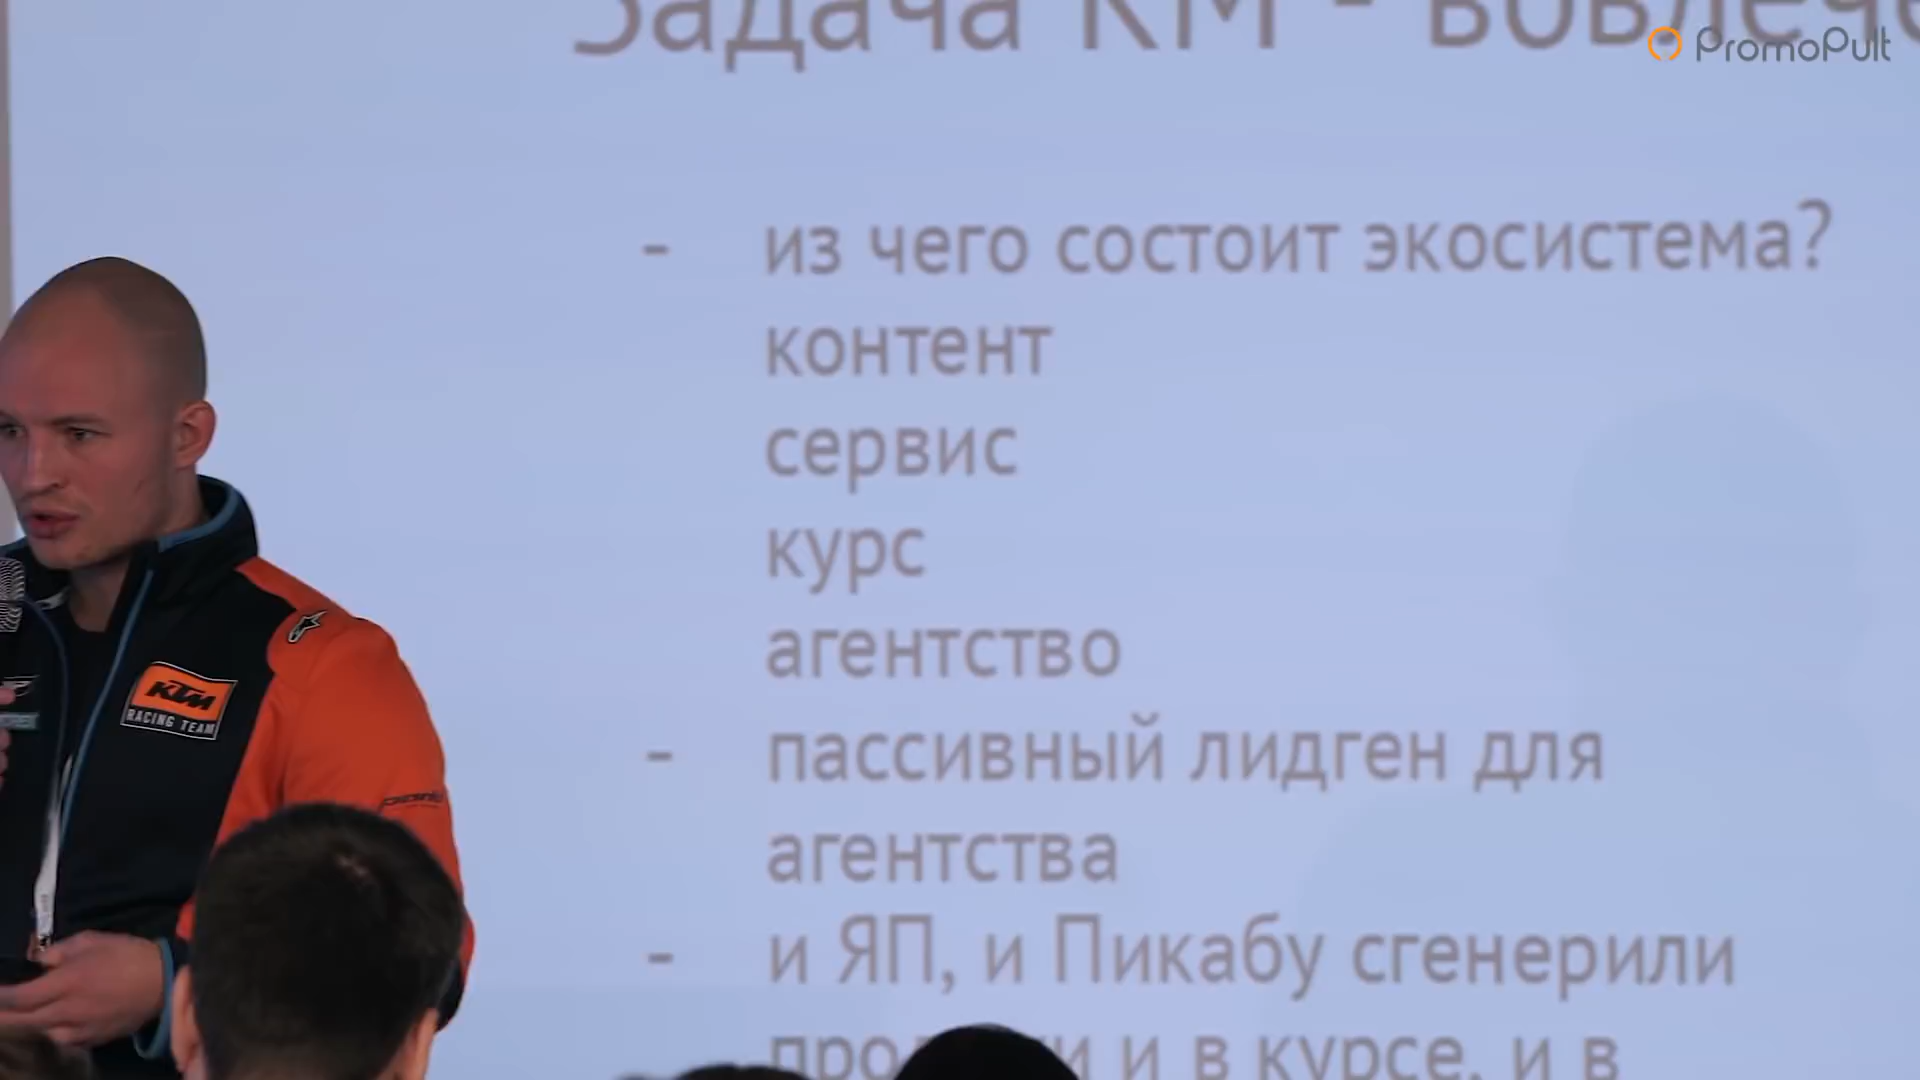 Задача КМ - вовлече
PromoPult
- из чего состоит экосистема?
контент
сервис
курс
агентство
- пассивный лидген для
агентства
- и ЯП, и Пикабу сгенерили
и и в курсе, и в
KTM
RACING TEAM